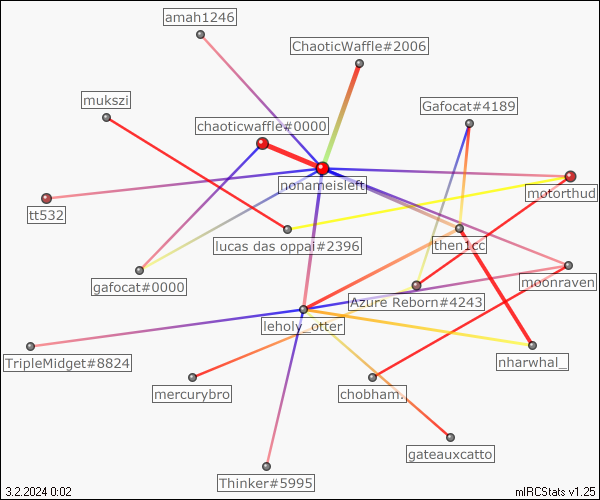 amah1246
ChaoticWaffle#2006
mukszi
Gafocat#4189
chaoticwaffle#0000
nonameisleft
motorthud
tt532
lucas das oppai#2396
then1cc
gafocat#0000
moonraven
Azure Reborn#4243
leholy_otter
TripleMidget#8824
nharwhal_
mercurybro
chobham.
gateauxcatto
Thinker#5995
3.2.2024 0:02
mIRCStats v1.25